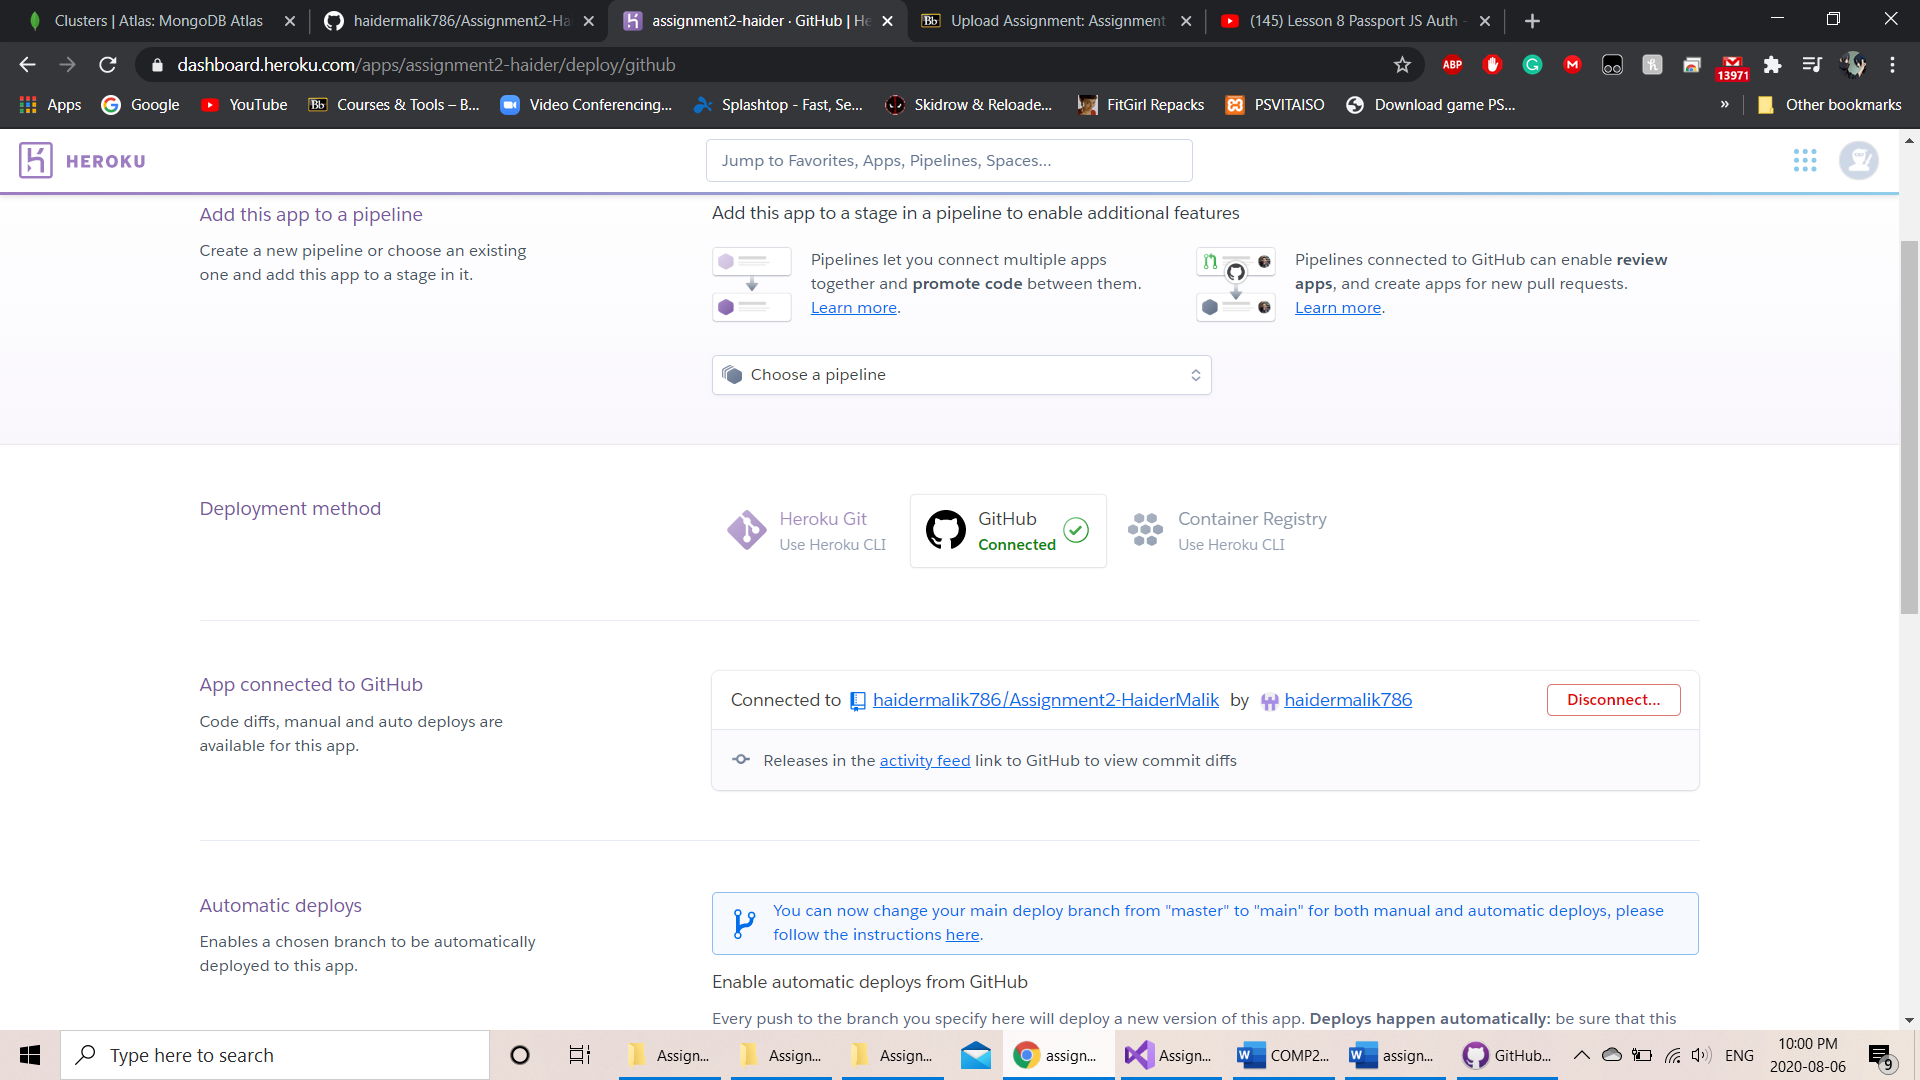 Clusters | Atlas: MongoDB Atlas
haidermalik786/Assignment2-Ha
assignment2-haider · GitHub | He
Bb Upload Assignment: Assignment
(145) Lesson 8 Passport JS Auth -
dashboard.heroku.com/apps/assignment2-haider/deploy/github
ABP
13971
Apps
Google
YouTube
Bb Courses & Tools – B...
Video Conferencing...
Splashtop - Fast, Se...
Skidrow & Reloade...
FitGirl Repacks
PSVITAISO
Download game PS...
»
Other bookmarks
HEROKU
Jump to Favorites, Apps, Pipelines, Spaces...
Add this app to a pipeline
Create a new pipeline or choose an existing
one and add this app to a stage in it.
Add this app to a stage in a pipeline to enable additional features
Pipelines let you connect multiple apps
together and promote code between them.
Learn more.
Pipelines connected to GitHub can enable review
apps, and create apps for new pull requests.
Learn more.
Choose a pipeline
Deployment method
Heroku Git
Use Heroku CLI
GitHub
Connected
Container Registry
Use Heroku CLI
App connected to GitHub
Code diffs, manual and auto deploys are
available for this app.
Connected to haidermalik786/Assignment2-HaiderMalik by haidermalik786
Disconnect...
Releases in the activity feed link to GitHub to view commit diffs
Automatic deploys
Enables a chosen branch to be automatically
deployed to this app.
You can now change your main deploy branch from "master" to "main" for both manual and automatic deploys, please
follow the instructions here.
Enable automatic deploys from GitHub
Every push to the branch you specify here will deploy a new version of this app. Deploys happen automatically: be sure that this
Type here to search
Assign...
Assign...
Assign...
assign...
Assign...
COMP2...
assign...
GitHub...
ENG
10:00 PM
2020-08-06
9